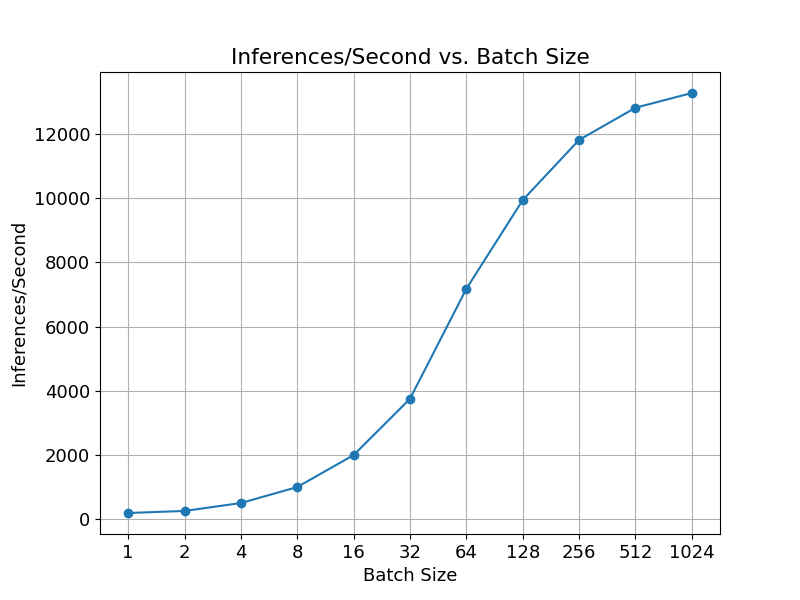 Inferences/Second vs. Batch Size
Inferences/Second
12000
10000
8000
6000
4000
2000
0
1 2 4 8 16 32 64 128 256 512 1024
Batch Size